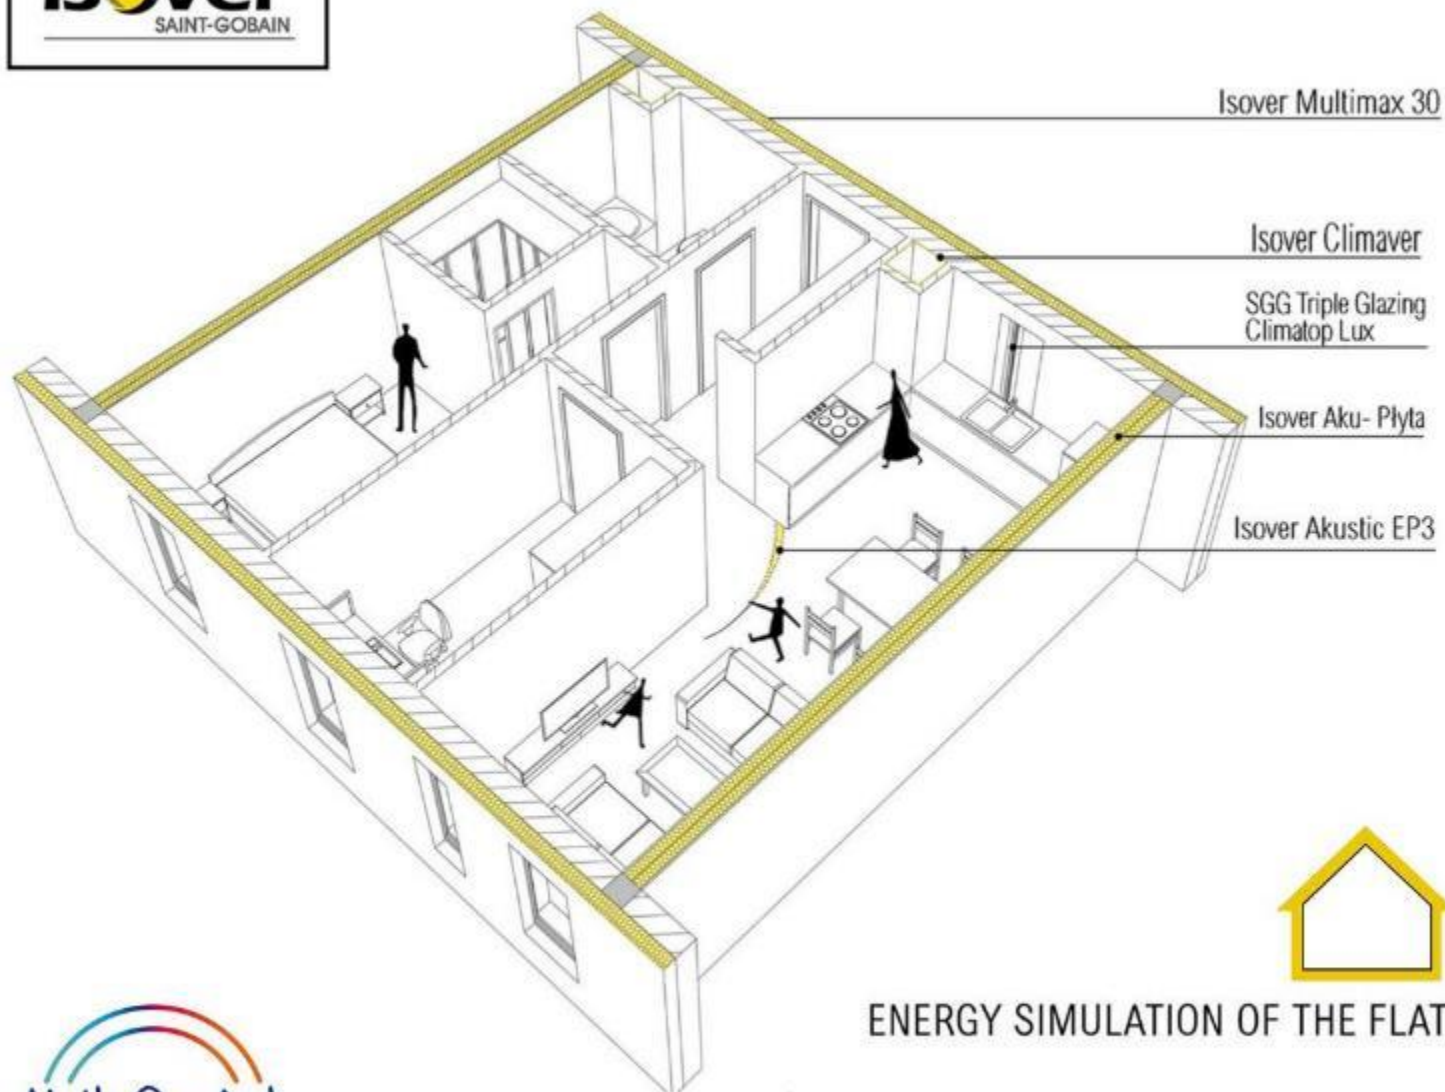 isover
SAINT-GOBAIN
Isover Multimax 30
Isover Climaver
SGG Triple Glazing
Climatop Lux
Isover Aku- Płyta
Isover Akustic EP3
ENERGY SIMULATION OF THE FLAT